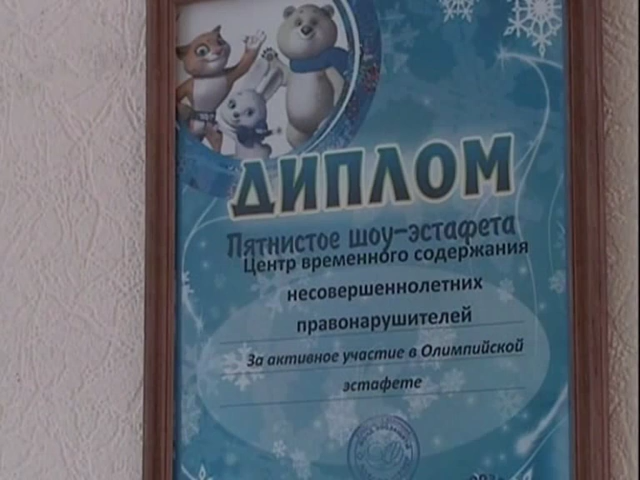 ДИПЛОМ
Пятнистое шоу-эстафета
Центр временного содержания
несовершеннолетних
правонарушителей
За активное участие в Олимпийской
эстафете